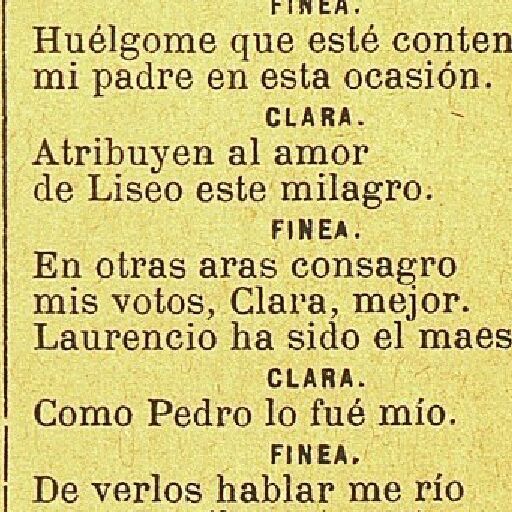 FINEA.
Huélgome que esté conten
mi padre en esta ocasión.
CLARA.
Atribuyen al amor
de Liseo este milagro.
FINEA.
En otras aras consagro
mis votos, Clara, mejor.
Laurencio ha sido el maes
CLARA.
Como Pedro lo fué mío.
FINEA.
De verlos hablar me río